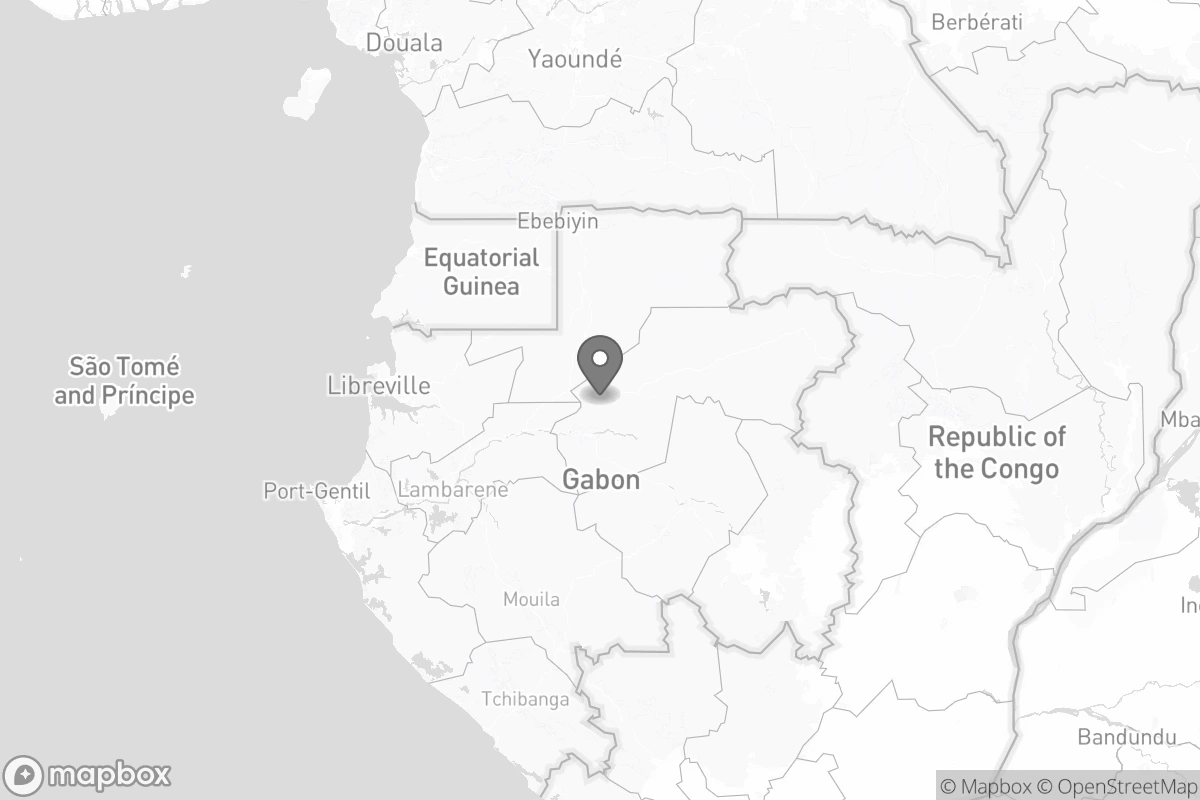 Berbérati
Douala
Yaoundé
Ebebiyin
Equatorial
Guinea
São Tomé
and Príncipe
Libreville
Mba
Republic of
the Congo
Gabon
Port-Gentil
Lambarene
Mouila
In
Tchibanga
Bandundu
mapbox
© Mapbox © OpenStreetMap